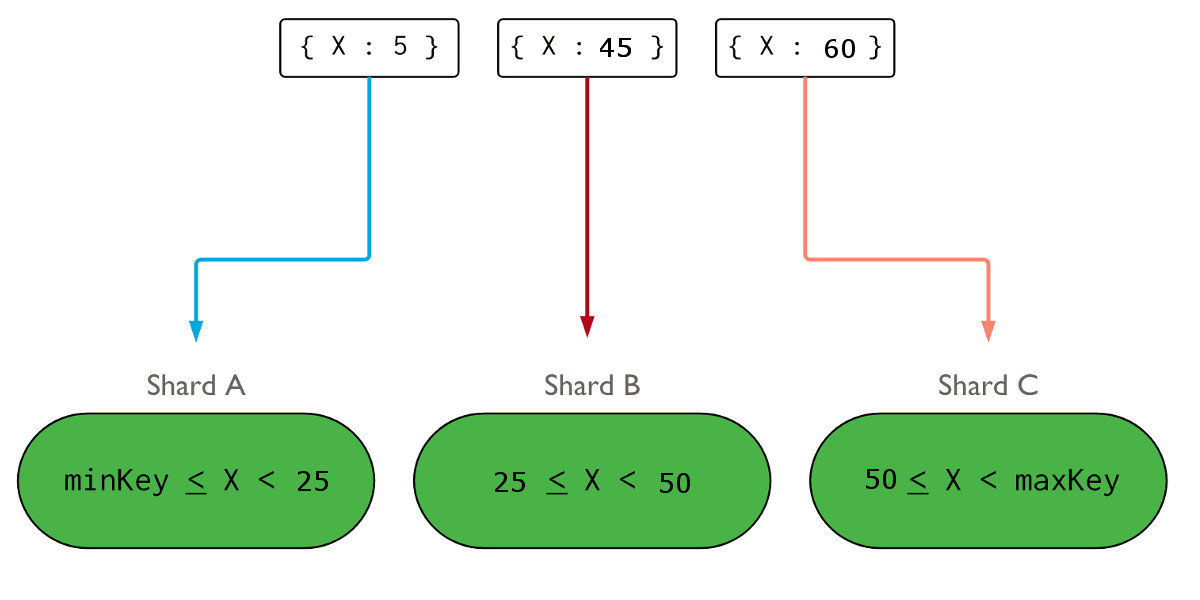 { X : 5 }
{ X : 45 }
{ X : 60 }
Shard A
Shard B
Shard C
minKey ≤ X < 25
25 ≤ X < 50
50 ≤ X < maxKey